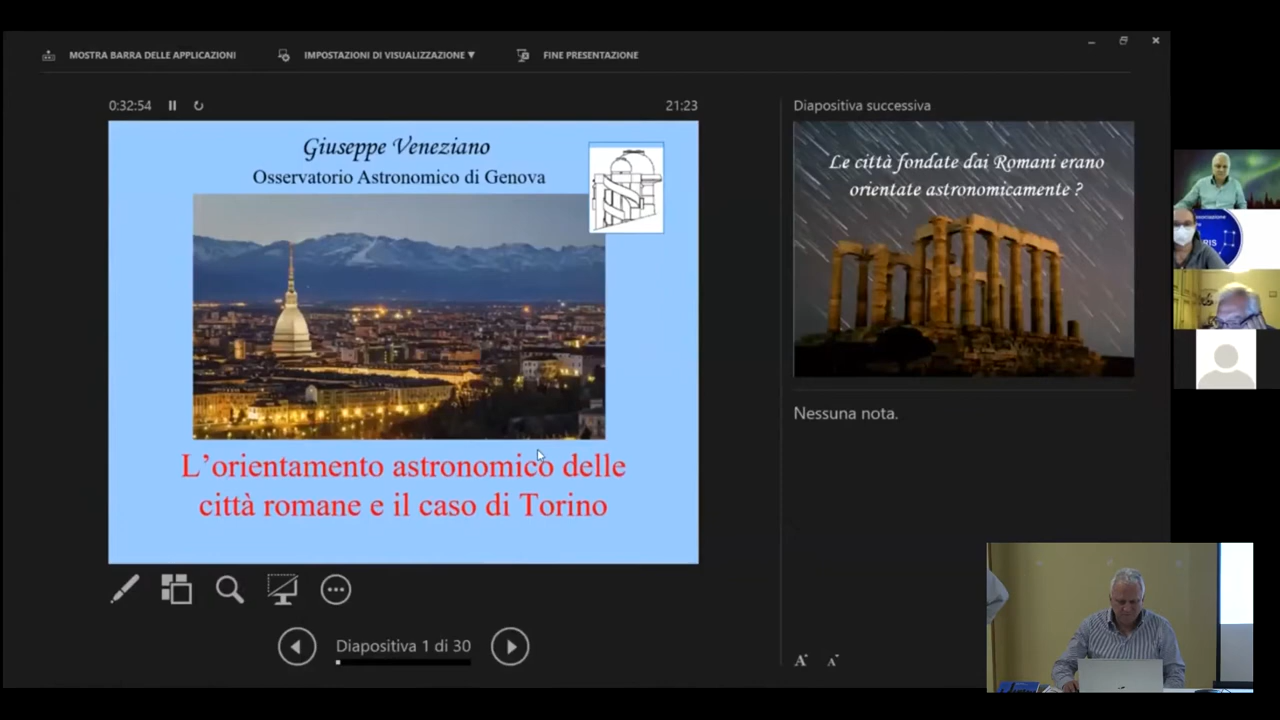 MOSTRA BARRA DELLE APPLICAZIONI
IMPOSTAZIONI DI VISUALIZZAZIONE ▼
FINE PRESENTAZIONE
0:32:54
21:23
Giuseppe Veneziano
Osservatorio Astronomico di Genova
L'orientamento astronomico delle
città romane e il caso di Torino
Diapositiva 1 di 30
Diapositiva successiva
Le città fondate dai Romani erano
orientate astronomicamente ?
Nessuna nota.
A A